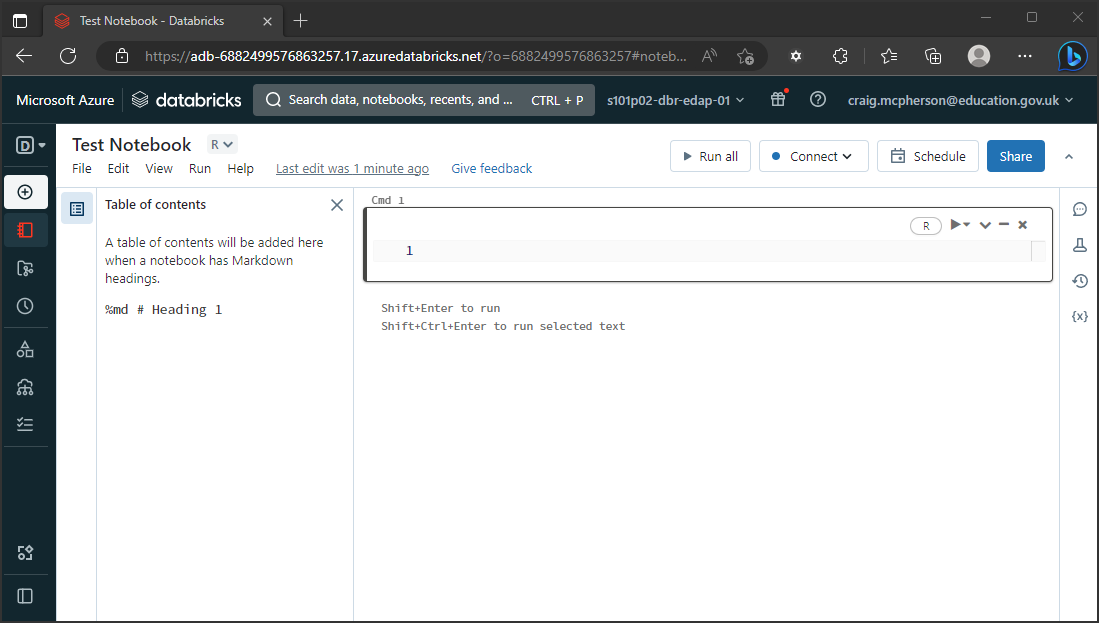 Test Notebook - Databricks
https://adb-6882499576863257.17.azuredatabricks.net/?o=6882499576863257#noteb...
Microsoft Azure
databricks
Search data, notebooks, recents, and ...
CTRL + P
s101p02-dbr-edap-01
craig.mcpherson@education.gov.uk
D
Test Notebook
R
File
Edit
View
Run
Help
Last edit was 1 minute ago
Give feedback
Run all
Connect
Schedule
Share
Table of contents
A table of contents will be added here
when a notebook has Markdown
headings.
%md # Heading 1
Cmd 1
R
1
Shift+Enter to run
Shift+Ctrl+Enter to run selected text
{x}